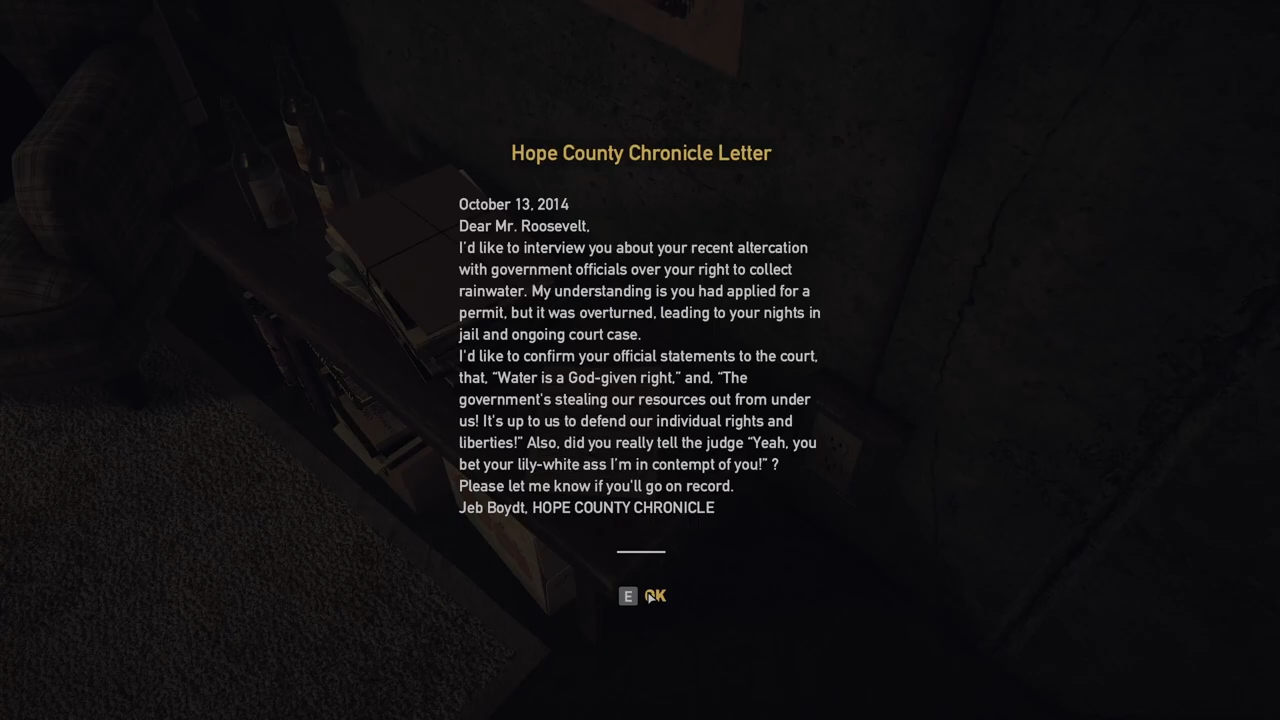 Hope County Chronicle Letter
October 13, 2014
Dear Mr. Roosevelt,
I'd like to interview you about your recent altercation
with government officials over your right to collect
rainwater. My understanding is you had applied for a
permit, but it was overturned, leading to your nights in
jail and ongoing court case.
I'd like to confirm your official statements to the court,
that, “Water is a God-given right,” and, “The
government's stealing our resources out from under
us! It's up to us to defend our individual rights and
liberties!” Also, did you really tell the judge “Yeah, you
bet your lily-white ass I'm in contempt of you!” ?
Please let me know if you'll go on record.
Jeb Boydt, HOPE COUNTY CHRONICLE
E OK